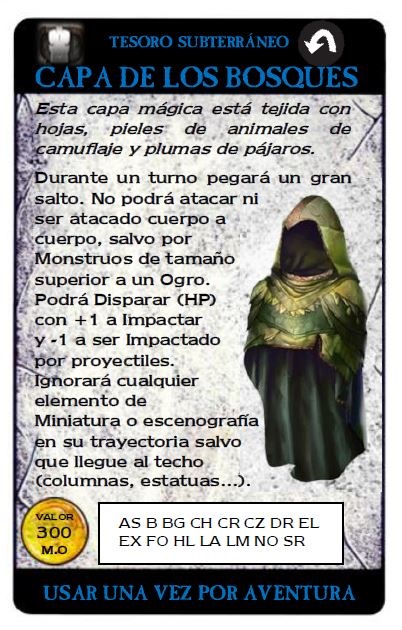 TESORO SUBTERRÁNEO
CAPA DE LOS BOSQUES
Esta capa mágica está tejida con
hojas, pieles de animales de
camuflaje y plumas de pájaros.
Durante un turno pegará un gran
salto. No podrá atacar ni
ser atacado cuerpo a
cuerpo, salvo por
Monstruos de tamaño
superior a un Ogro.
Podrá Disparar (HP)
con +1 a Impactar
y -1 a ser Impactado
por proyectiles.
Ignorará cualquier
elemento de
Miniatura o escenografía
en su trayectoria salvo
que llegue al techo
(columnas, estatuas...).
VALOR
300
M.O
AS B BG CH CR CZ DR EL
EX FO HL LA LM NO SR
USAR UNA VEZ POR AVENTURA